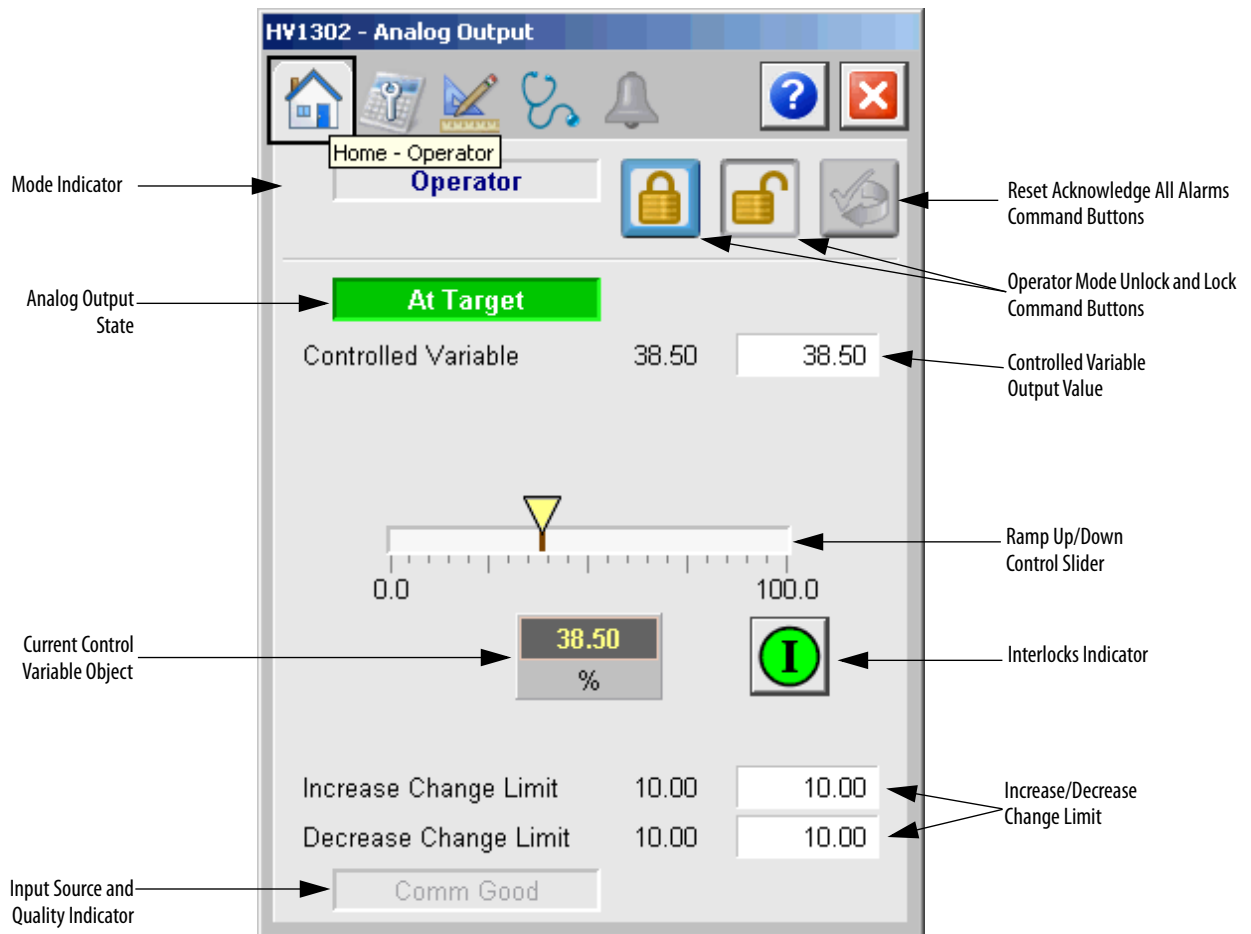 HV1302 - Analog Output
?
Home - Operator
Mode Indicator
Operator
Reset Acknowledge All Alarms
Command Buttons
Operator Mode Unlock and Lock
Command Buttons
Analog Output
State
At Target
Controlled Variable 38.50 38.50
Controlled Variable
Output Value
Ramp Up/Down
Control Slider
0.0 100.0
Current Control
Variable Object
38.50
%
I
Interlocks Indicator
Increase Change Limit 10.00 10.00
Decrease Change Limit 10.00 10.00
Increase/Decrease
Change Limit
Input Source and
Quality Indicator
Comm Good